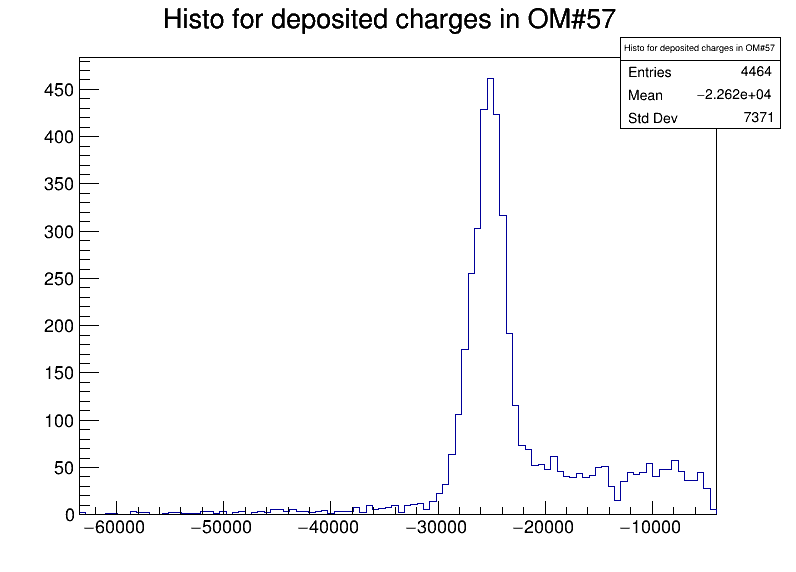 Histo for deposited charges in OM#57
Histo for deposited charges in OM#57
Entries 4464
Mean −2.262e+04
Std Dev 7371
450
400
350
300
250
200
150
100
50
0
−60000 −50000 −40000 −30000 −20000 −10000